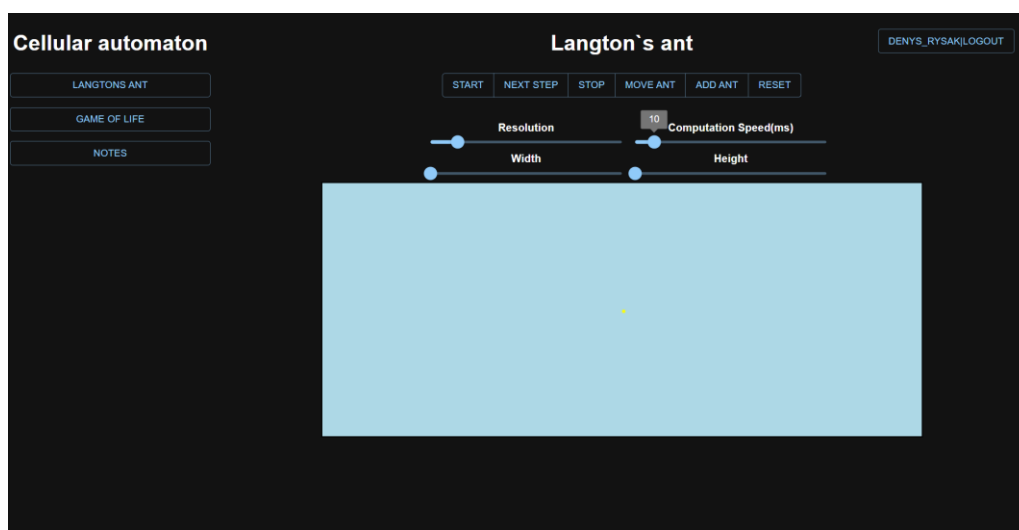 Cellular automaton
Langton`s ant
DENYS_RYSAK|LOGOUT
LANGTONS ANT
GAME OF LIFE
NOTES
START NEXT STEP STOP MOVE ANT ADD ANT RESET
Resolution
10
Computation Speed(ms)
Width
Height